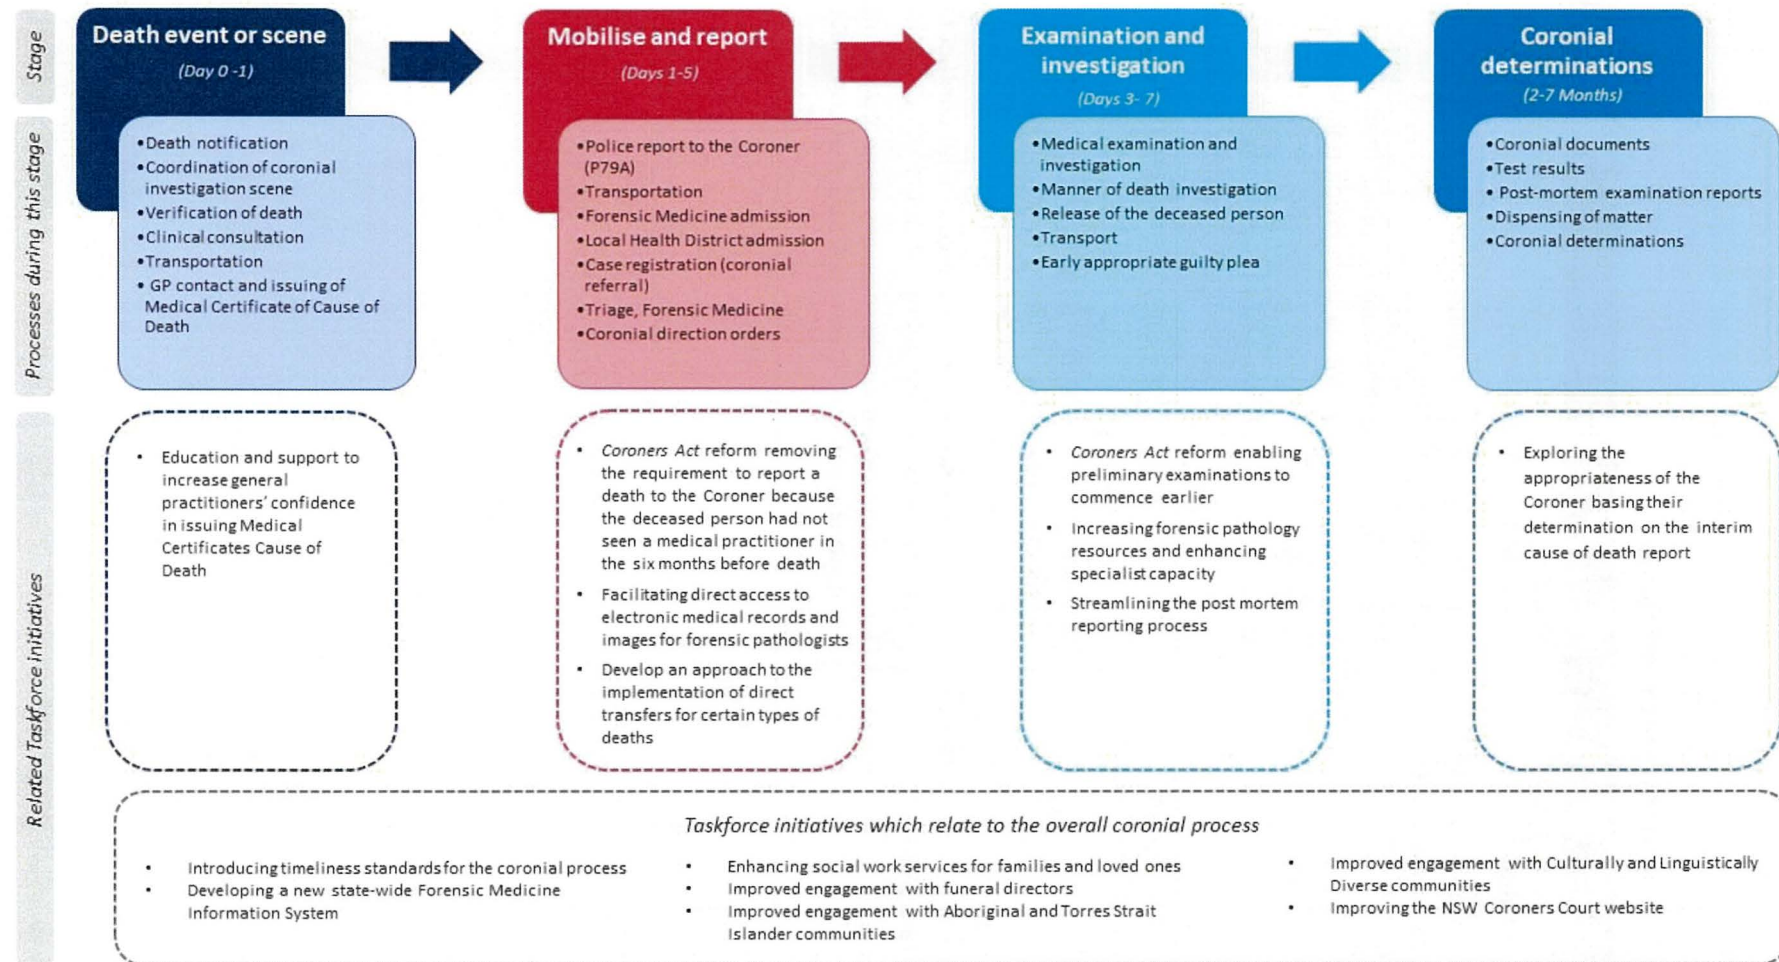 Stage
Death event or scene
(Day 0 -1)
Mobilise and report
(Days 1-5)
Examination and
investigation
(Days 3- 7)
Coronial
determinations
(2-7 Months)
Processes during this stage
•Death notification
•Coordination of coronial
investigation scene
•Verification of death
•Clinical consultation
•Transportation
• GP contact and issuing of
Medical Certificate of Cause of
Death
•Police report to the Coroner
(P79A)
•Transportation
•Forensic Medicine admission
•Local Health District admission
•Case registration (coronial
referral)
•Triage, Forensic Medicine
•Coronial direction orders
•Medical examination and
investigation
•Manner of death investigation
•Release of the deceased person
•Transport
•Early appropriate guilty plea
•Coronial documents
•Test results
• Post-mortem examination reports
•Dispensing of matter
•Coronial determinations
Related Taskforce initiatives
• Education and support to
increase general
practitioners' confidence
in issuing Medical
Certificates Cause of
Death
• Coroners Act reform removing
the requirement to report a
death to the Coroner because
the deceased person had not
seen a medical practitioner in
the six months before death
• Facilitating direct access to
electronic medical records and
images for forensic pathologists
• Develop an approach to the
implementation of direct
transfers for certain types of
deaths
• Coroners Act reform enabling
preliminary examinations to
commence earlier
• Increasing forensic pathology
resources and enhancing
specialist capacity
• Streamlining the post mortem
reporting process
• Exploring the
appropriateness of the
Coroner basing their
determination on the interim
cause of death report
Taskforce initiatives which relate to the overall coronial process
• Introducing timeliness standards for the coronial process
• Developing a new state-wide Forensic Medicine
Information System
• Enhancing social work services for families and loved ones
• Improved engagement with funeral directors
• Improved engagement with Aboriginal and Torres Strait
Islander communities
• Improved engagement with Culturally and Linguistically
Diverse communities
• Improving the NSW Coroners Court website